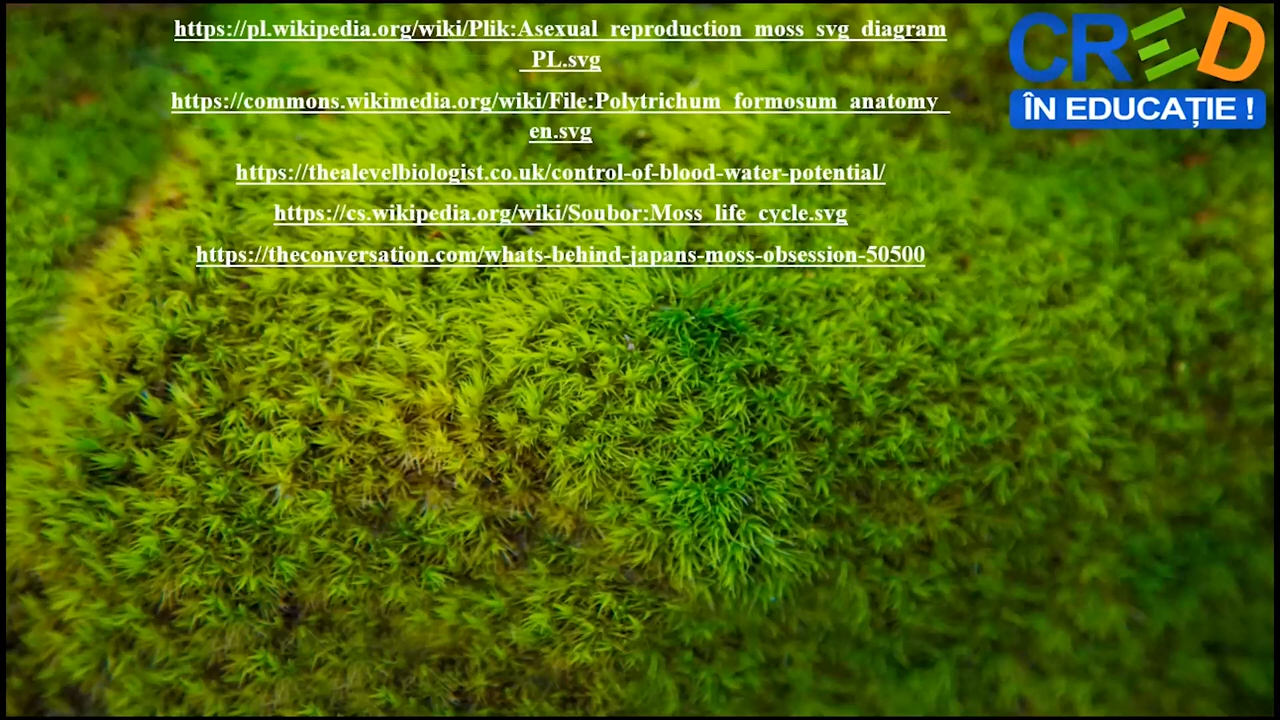 https://pl.wikipedia.org/wiki/Plik:Asexual_reproduction_moss_svg_diagram
_PL.svg
https://commons.wikimedia.org/wiki/File:Polytrichum_formosum_anatomy_
en.svg
https://thealevelbiologist.co.uk/control-of-blood-water-potential/
https://cs.wikipedia.org/wiki/Soubor:Moss_life_cycle.svg
https://theconversation.com/whats-behind-japans-moss-obsession-50500
CRED
ÎN EDUCAȚIE !